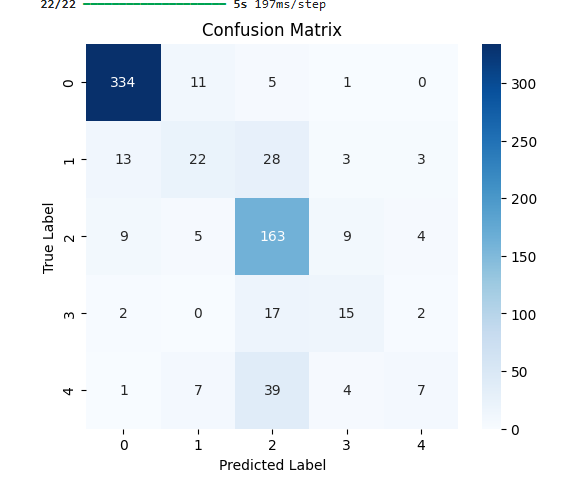 22/22 ━━━━━━━━━━━━━━━━━━━━ 5s 197ms/step
Confusion Matrix
0 334 11 5 1 0
1 13 22 28 3 3
2 9 5 163 9 4
3 2 0 17 15 2
4 1 7 39 4 7
0 1 2 3 4
True Label
Predicted Label
300
250
200
150
100
50
0